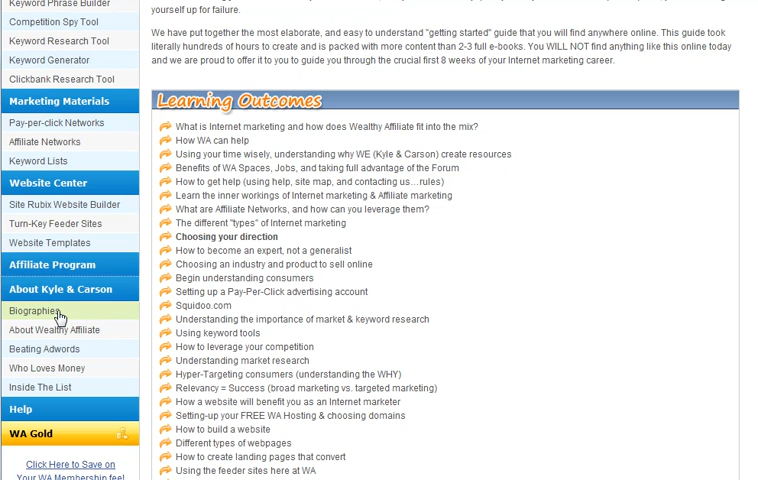 Keyword Phrase Builder
Competition Spy Tool
Keyword Research Tool
Keyword Generator
Clickbank Research Tool
Marketing Materials
Pay-per-click Networks
Affiliate Networks
Keyword Lists
Website Center
Site Rubix Website Builder
Turn-Key Feeder Sites
Website Templates
Affiliate Program
About Kyle & Carson
Biographies
About Wealthy Affiliate
Beating Adwords
Who Loves Money
Inside The List
Help
WA Gold
Click Here to Save on
Your WA Membership fee!
yourself up for failure.
We have put together the most elaborate, and easy to understand "getting started" guide that you will find anywhere online. This guide took
literally hundreds of hours to create and is packed with more content than 2-3 full e-books. You WILL NOT find anything like this online today
and we are proud to offer it to you to guide you through the crucial first 8 weeks of your Internet marketing career.
Learning Outcomes
What is Internet marketing and how does Wealthy Affiliate fit into the mix?
How WA can help
Using your time wisely, understanding why WE (Kyle & Carson) create resources
Benefits of WA Spaces, Jobs, and taking full advantage of the Forum
How to get help (using help, site map, and contacting us...rules)
Learn the inner workings of Internet marketing & Affiliate marketing
What are Affiliate Networks, and how can you leverage them?
The different "types" of Internet marketing
Choosing your direction
How to become an expert, not a generalist
Choosing an industry and product to sell online
Begin understanding consumers
Setting up a Pay-Per-Click advertising account
Squidoo.com
Understanding the importance of market & keyword research
Using keyword tools
How to leverage your competition
Understanding market research
Hyper-Targeting consumers (understanding the WHY)
Relevancy = Success (broad marketing vs. targeted marketing)
How a website will benefit you as an Internet marketer
Setting-up your FREE WA Hosting & choosing domains
How to build a website
Different types of webpages
How to create landing pages that convert
Using the feeder sites here at WA